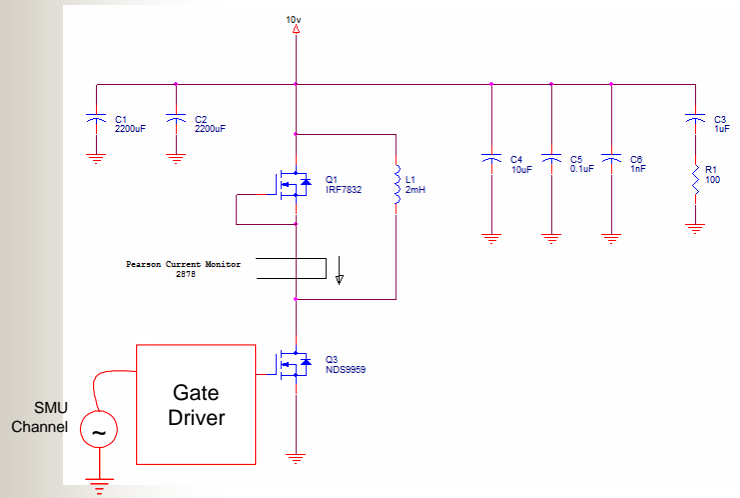 10v
C1
2200uF
C2
2200uF
C4
10uF
C5
0.1uF
C6
1nF
C3
1uF
R1
100
Q1
IRF7832
L1
2mH
Pearson Current Monitor
2878
Q3
NDS9959
Gate
Driver
SMU
Channel
~